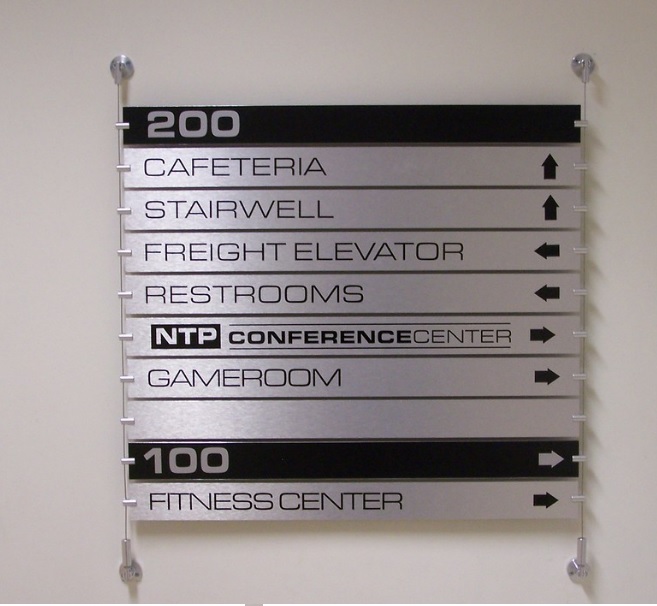 200
CAFETERIA
STAIRWELL
FREIGHT ELEVATOR
RESTROOMS
NTP CONFERENCECENTER
GAMEROOM
100
FITNESS CENTER